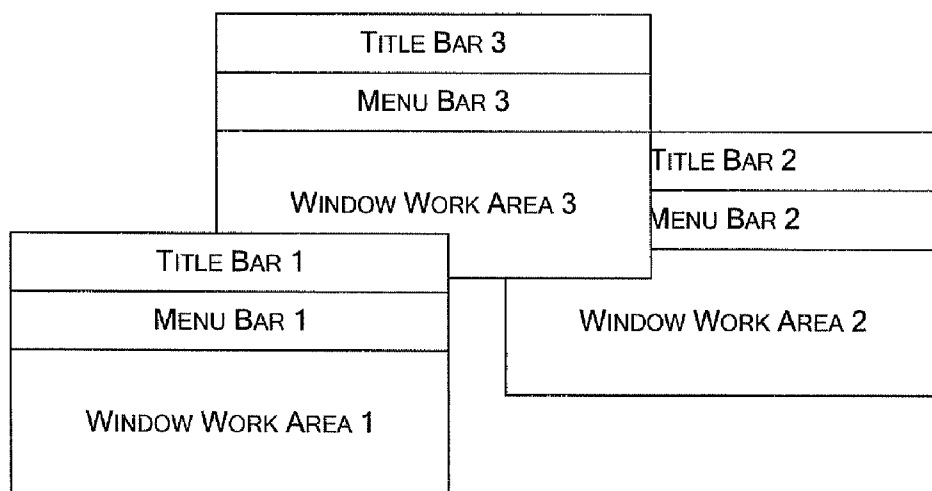 TITLE BAR 3
MENU BAR 3
WINDOW WORK AREA 3
TITLE BAR 2
MENU BAR 2
WINDOW WORK AREA 2
TITLE BAR 1
MENU BAR 1
WINDOW WORK AREA 1